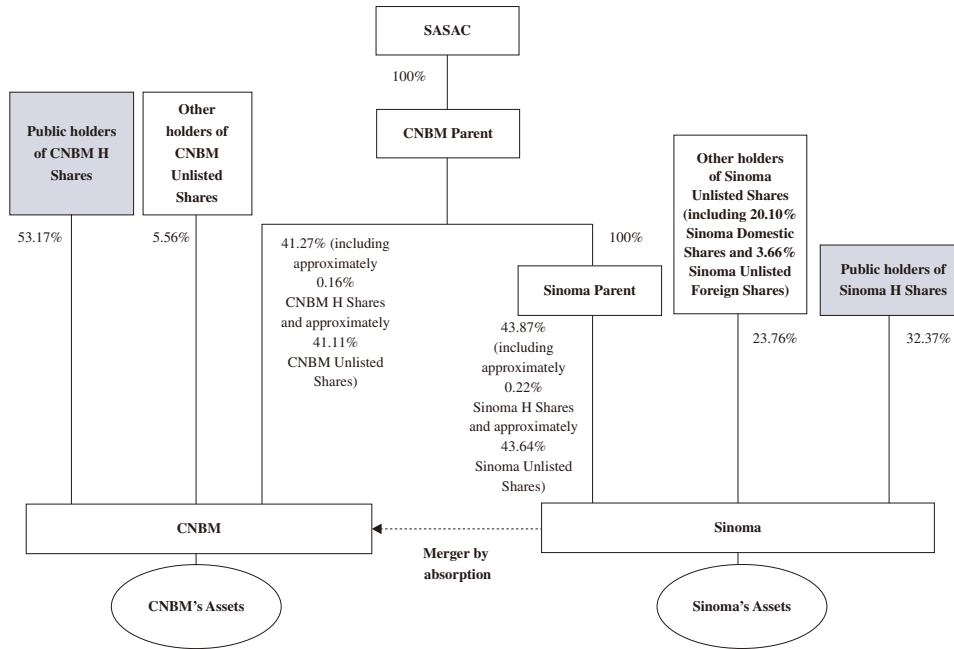 SASAC
100%
CNBM Parent
Public holders
of CNBM H
Shares
Other
holders of
CNBM
Unlisted
Shares
Other holders
of Sinoma
Unlisted Shares
(including 20.10%
Sinoma Domestic
Shares and 3.66%
Sinoma Unlisted
Foreign Shares)
Public holders of
Sinoma H Shares
53.17%
5.56%
41.27% (including
approximately
0.16%
CNBM H Shares
and approximately
41.11%
CNBM Unlisted
Shares)
100%
Sinoma Parent
43.87%
(including
approximately
0.22%
Sinoma H Shares
and approximately
43.64%
Sinoma Unlisted
Shares)
23.76%
32.37%
CNBM
Merger by
absorption
Sinoma
CNBM's Assets
Sinoma's Assets